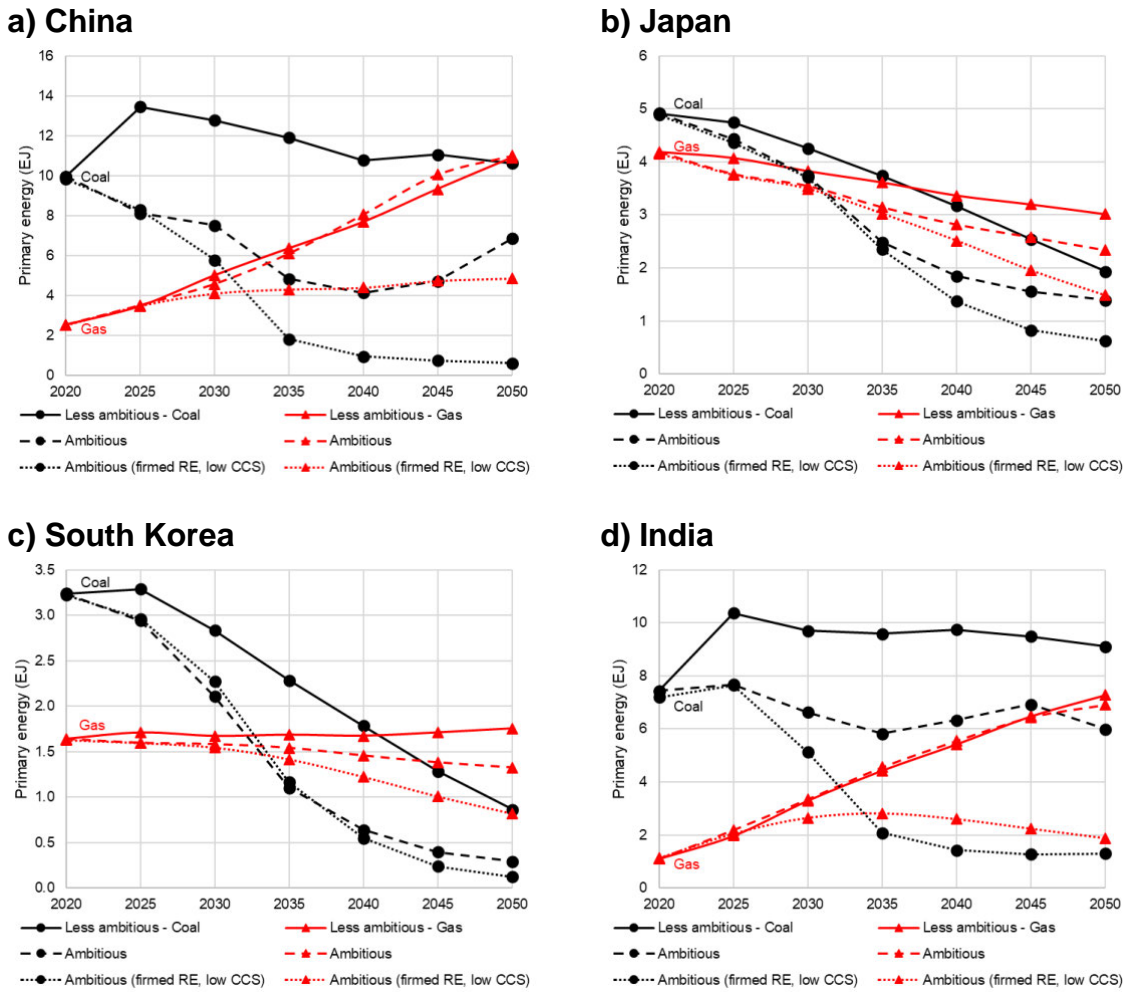 a) China
Primary energy (EJ)
16
14
12
10
8
6
4
2
0
Coal
Gas
2020 2025 2030 2035 2040 2045 2050
Less ambitious - Coal Less ambitious - Gas
Ambitious Ambitious
Ambitious (firmed RE, low CCS) Ambitious (firmed RE, low CCS)
b) Japan
Primary energy (EJ)
6
5
4
3
2
1
0
Coal
Gas
2020 2025 2030 2035 2040 2045 2050
Less ambitious - Coal Less ambitious - Gas
Ambitious Ambitious
Ambitious (firmed RE, low CCS) Ambitious (firmed RE, low CCS)
c) South Korea
Primary energy (EJ)
3.5
3.0
2.5
2.0
1.5
1.0
0.5
0.0
Coal
Gas
2020 2025 2030 2035 2040 2045 2050
Less ambitious - Coal Less ambitious - Gas
Ambitious Ambitious
Ambitious (firmed RE, low CCS) Ambitious (firmed RE, low CCS)
d) India
Primary energy (EJ)
12
10
8
6
4
2
0
Coal
Gas
2020 2025 2030 2035 2040 2045 2050
Less ambitious - Coal Less ambitious - Gas
Ambitious Ambitious
Ambitious (firmed RE, low CCS) Ambitious (firmed RE, low CCS)